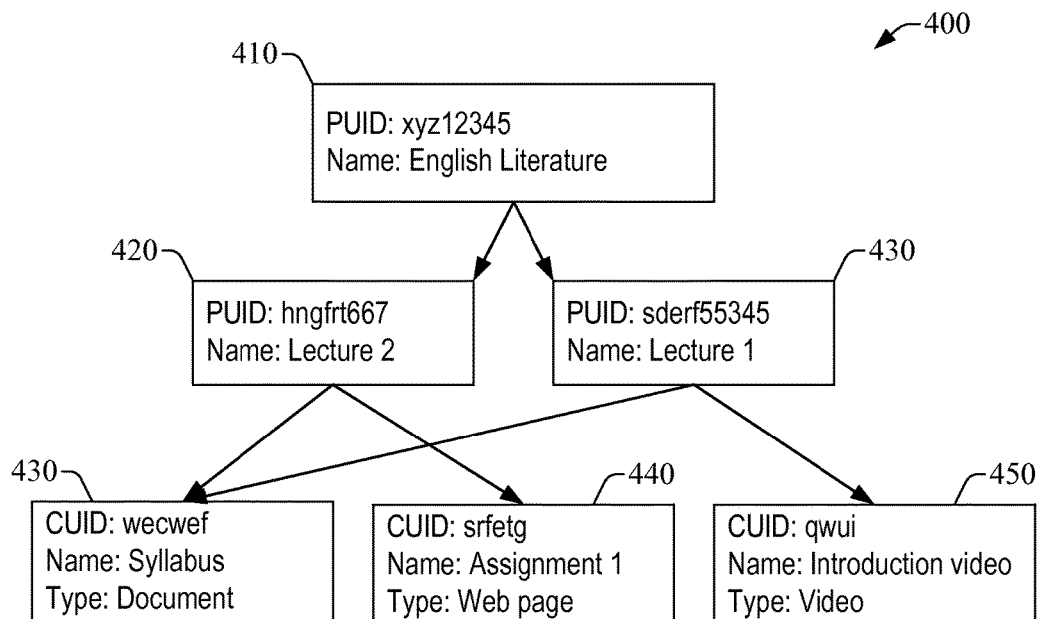 400
410
PUID: xyz12345
Name: English Literature
420
430
PUID: hngfrt667
Name: Lecture 2
PUID: sderf55345
Name: Lecture 1
430
440
450
CUID: wecwef
Name: Syllabus
Type: Document
CUID: srfetg
Name: Assignment 1
Type: Web page
CUID: qwui
Name: Introduction video
Type: Video